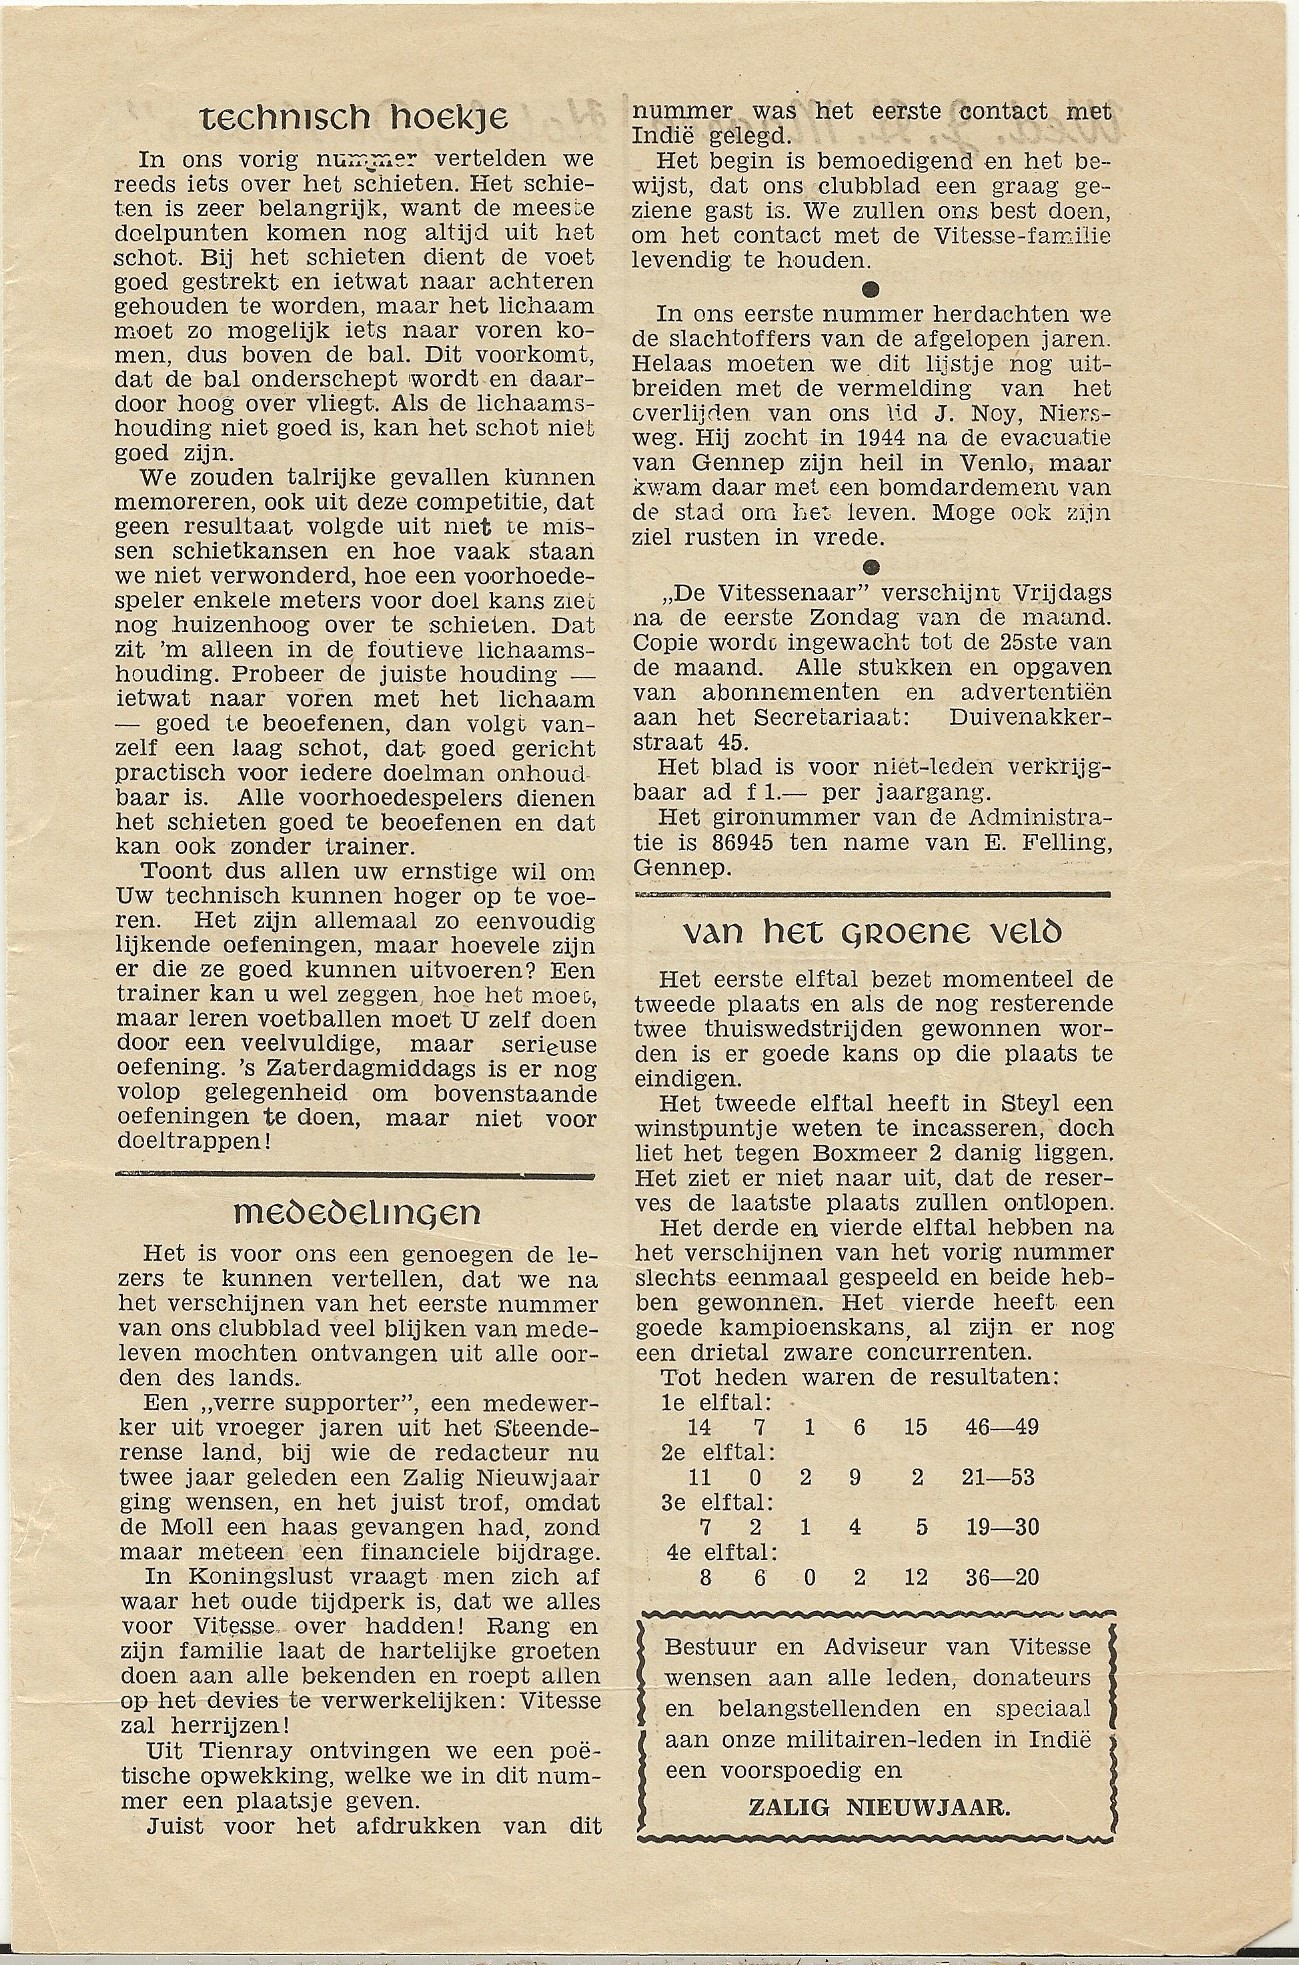 technisch hoekje
In ons vorig nummer vertelden we
reeds iets over het schieten. Het schie-
ten is zeer belangrijk, want de meeste
doelpunten komen nog altijd uit het
schot. Bij het schieten dient de voet
goed gestrekt en ietwat naar achteren
gehouden te worden, maar het lichaam
moet zo mogelijk iets naar voren ko-
men, dus boven de bal. Dit voorkomt,
dat de bal onderschept wordt en daar-
door hoog over vliegt. Als de lichaams-
houding niet goed is, kan het schot niet
goed zijn.
We zouden talrijke gevallen kunnen
memoreren, ook uit deze competitie, dat
geen resultaat volgde uit niet te mis-
sen schietkansen en hoe vaak staan
we niet verwonderd, hoe een voorhoede-
speler enkele meters voor doel kans ziet
nog huizenhoog over te schieten. Dat
zit 'm alleen in de foutieve lichaams-
houding. Probeer de juiste houding —
ietwat naar voren met het lichaam
— goed te beoefenen, dan volgt van-
zelf een laag schot, dat goed gericht
practisch voor iedere doelman onhoud-
baar is. Alle voorhoedespelers dienen
het schieten goed te beoefenen en dat
kan ook zonder trainer.
Toont dus allen uw ernstige wil om
Uw technisch kunnen hoger op te voe-
ren. Het zijn allemaal zo eenvoudig
lijkende oefeningen, maar hoevele zijn
er die ze goed kunnen uitvoeren? Een
trainer kan u wel zeggen, hoe het moet,
maar leren voetballen moet U zelf doen
door een veelvuldige, maar serieuse
oefening. 's Zaterdagmiddags is er nog
volop gelegenheid om bovenstaande
oefeningen te doen, maar niet voor
doeltrappen!
mededelingen
Het is voor ons een genoegen de le-
zers te kunnen vertellen, dat we na
het verschijnen van het eerste nummer
van ons clubblad veel blijken van mede-
leven mochten ontvangen uit alle oor-
den des lands.
Een „verre supporter”, een medewer-
ker uit vroeger jaren uit het Steende-
rense land, bij wie de redacteur nu
twee jaar geleden een Zalig Nieuwjaar
ging wensen, en het juist trof, omdat
de Moll een haas gevangen had, zond
maar meteen een financiele bijdrage.
In Koningslust vraagt men zich af
waar het oude tijdperk is, dat we alles
voor Vitesse over hadden! Rang en
zijn familie laat de hartelijke groeten
doen aan alle bekenden en roept allen
op het devies te verwerkelijken: Vitesse
zal herrijzen!
Uit Tienray ontvingen we een poë-
tische opwekking, welke we in dit num-
mer een plaatsje geven.
Juist voor het afdrukken van dit
nummer was het eerste contact met
Indië gelegd.
Het begin is bemoedigend en het be-
wijst, dat ons clubblad een graag ge-
ziene gast is. We zullen ons best doen,
om het contact met de Vitesse-familie
levendig te houden.
●
In ons eerste nummer herdachten we
de slachtoffers van de afgelopen jaren.
Helaas moeten we dit lijstje nog uit-
breiden met de vermelding van het
overlijden van ons lid J. Noy, Niers-
weg. Hij zocht in 1944 na de evacuatie
van Gennep zijn heil in Venlo, maar
kwam daar met een bomdardement van
de stad om het leven. Moge ook zijn
ziel rusten in vrede.
●
„De Vitessenaar” verschijnt Vrijdags
na de eerste Zondag van de maand.
Copie wordt ingewacht tot de 25ste van
de maand. Alle stukken en opgaven
van abonnementen en advertentiën
aan het Secretariaat: Duivenakker-
straat 45.
Het blad is voor niet-leden verkrijg-
baar ad f 1.— per jaargang.
Het gironummer van de Administra-
tie is 86945 ten name van E. Felling,
Gennep.
van het groene veld
Het eerste elftal bezet momenteel de
tweede plaats en als de nog resterende
twee thuiswedstrijden gewonnen wor-
den is er goede kans op die plaats te
eindigen.
Het tweede elftal heeft in Steyl een
winstpuntje weten te incasseren, doch
liet het tegen Boxmeer 2 danig liggen.
Het ziet er niet naar uit, dat de reser-
ves de laatste plaats zullen ontlopen.
Het derde en vierde elftal hebben na
het verschijnen van het vorig nummer
slechts eenmaal gespeeld en beide heb-
ben gewonnen. Het vierde heeft een
goede kampioenskans, al zijn er nog
een drietal zware concurrenten.
Tot heden waren de resultaten:
1e elftal:
14 7 1 6 15 46—49
2e elftal:
11 0 2 9 2 21—53
3e elftal:
7 2 1 4 5 19—30
4e elftal:
8 6 0 2 12 36—20
Bestuur en Adviseur van Vitesse
wensen aan alle leden, donateurs
en belangstellenden en speciaal
aan onze militairen-leden in Indië
een voorspoedig en
ZALIG NIEUWJAAR.